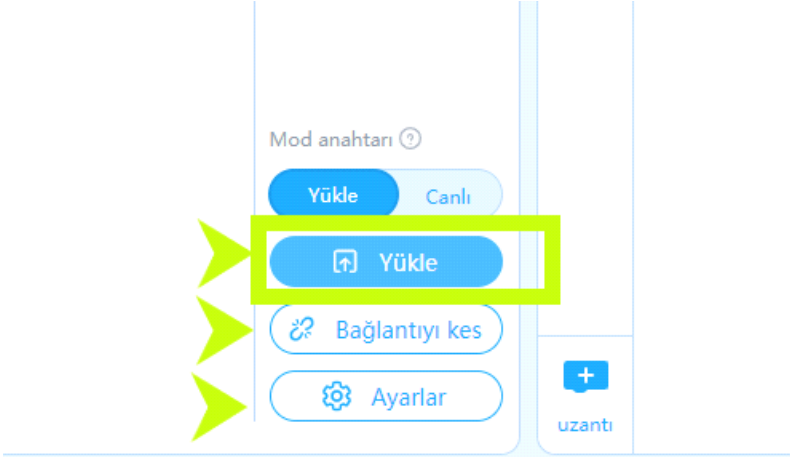 Mod anahtarı ?
Yükle Canlı
Yükle
Bağlantıyı kes
Ayarlar
uzantı